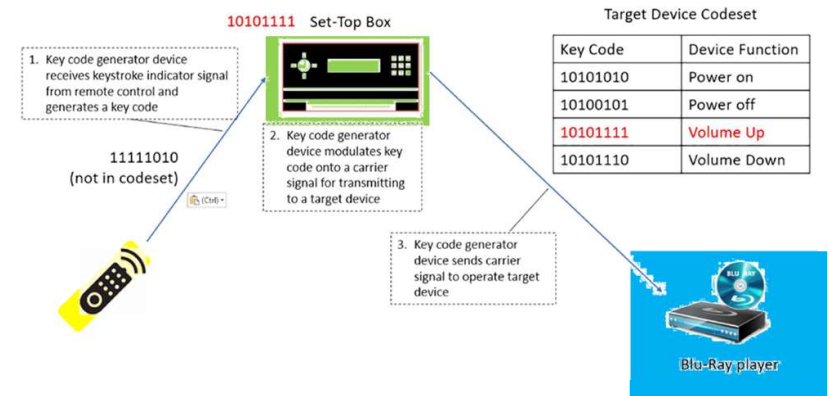 10101111 Set-Top Box
1. Key code generator device
receives keystroke indicator signal
from remote control and
generates a key code
2. Key code generator
device modulates key
code onto a carrier
signal for transmitting
to a target device
11111010
(not in codeset)
(Ctrl)
3. Key code generator
device sends carrier
signal to operate target
device
Target Device Codeset
Key Code Device Function
10101010 Power on
10100101 Power off
10101111 Volume Up
10101110 Volume Down
BLU RAY
Blu-Ray player